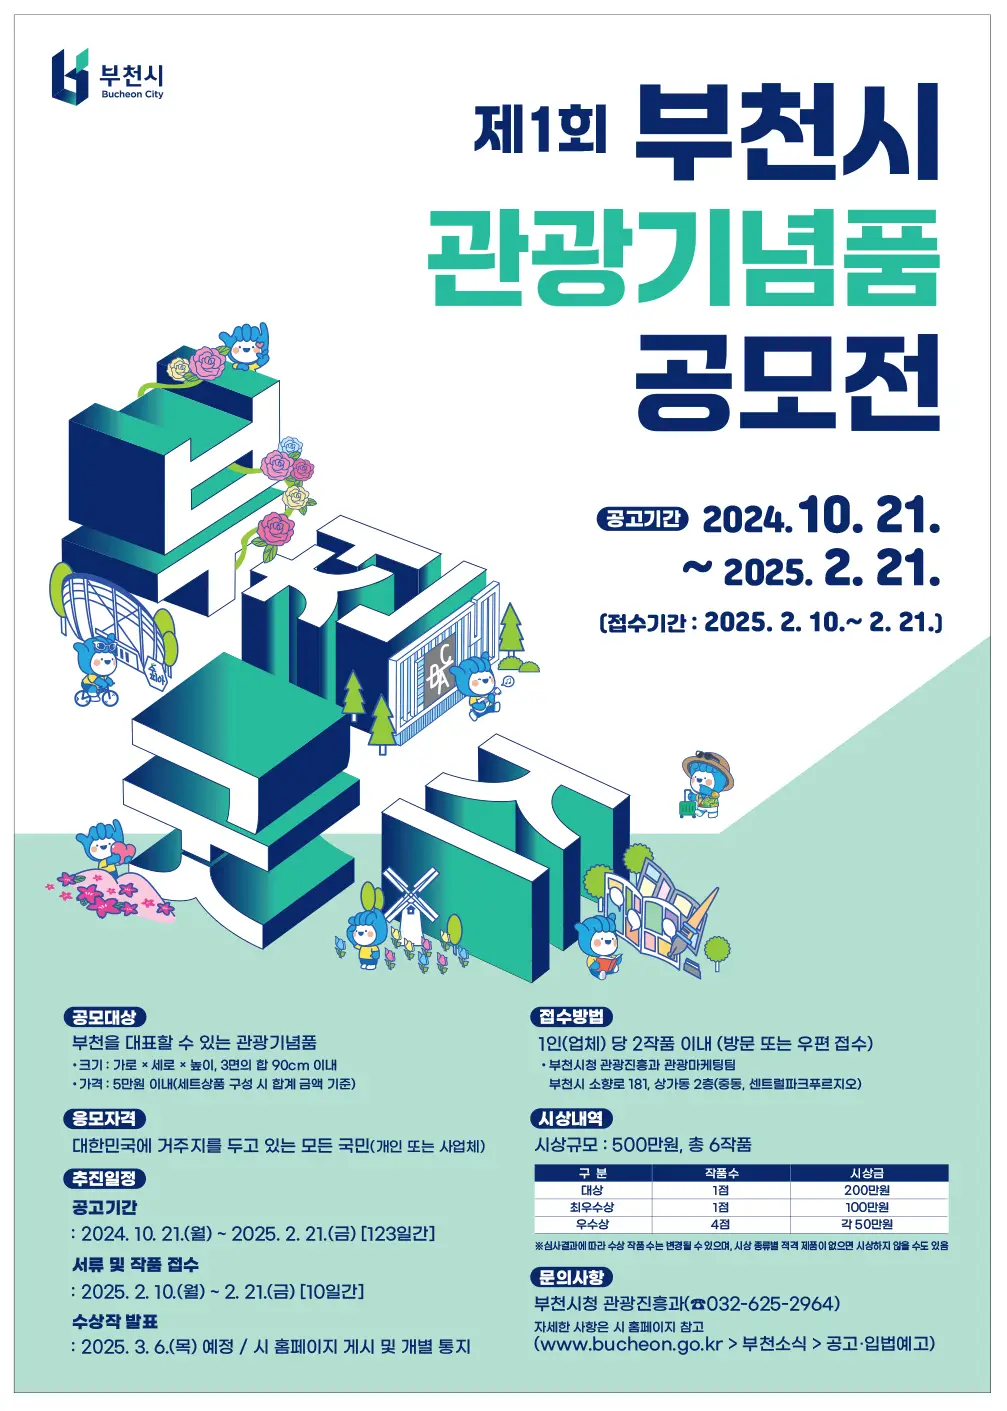 부천시
Bucheon City
제1회 부천시
관광기념품
공모전
공고기간 2024. 10. 21.
~ 2025. 2. 21.
(접수기간 : 2025. 2. 10.~ 2. 21.)
부천
굿즈
DAC
공모대상
부천을 대표할 수 있는 관광기념품
• 크기 : 가로 × 세로 × 높이, 3면의 합 90cm 이내
• 가격 : 5만원 이내(세트상품 구성 시 합계 금액 기준)
응모자격
대한민국에 거주지를 두고 있는 모든 국민(개인 또는 사업체)
추진일정
공고기간
: 2024. 10. 21.(월) ~ 2025. 2. 21.(금) [123일간]
서류 및 작품 접수
: 2025. 2. 10.(월) ~ 2. 21.(금) [10일간]
수상작 발표
: 2025. 3. 6.(목) 예정 / 시 홈페이지 게시 및 개별 통지
접수방법
1인(업체) 당 2작품 이내 (방문 또는 우편 접수)
• 부천시청 관광진흥과 관광마케팅팀
부천시 소향로 181, 상가동 2층(중동, 센트럴파크푸르지오)
시상내역
시상규모 : 500만원, 총 6작품
구 분 작품수 시상금
대상 1점 200만원
최우수상 1점 100만원
우수상 4점 각 50만원
※심사결과에 따라 수상 작품 수는 변경될 수 있으며, 시상 종류별 적격 제품이 없으면 시상하지 않을 수도 있음
문의사항
부천시청 관광진흥과(☎032-625-2964)
자세한 사항은 시 홈페이지 참고
(www.bucheon.go.kr > 부천소식 > 공고·입법예고)